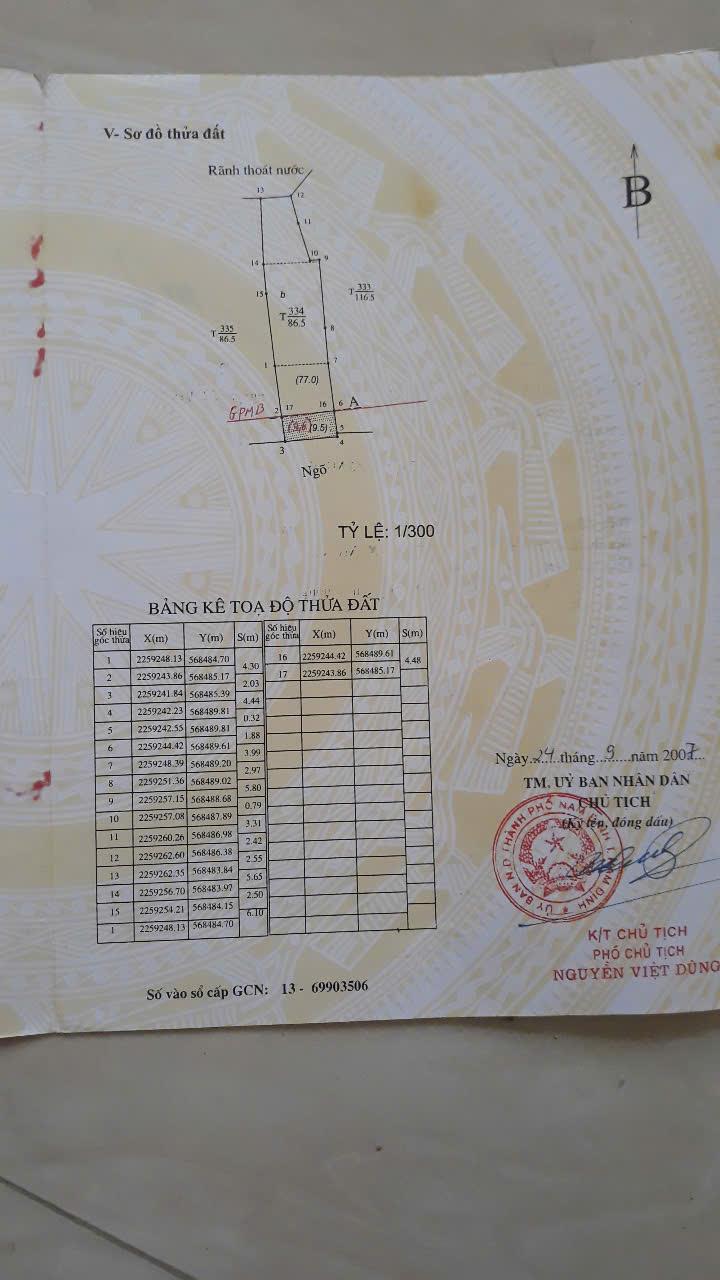 V- Sơ đồ thửa đất
Rãnh thoát nước
13
12
11
B
10
9
14
15
b
T 333/116.5
T 334/86.5
T 335/86.5
8
1
7
(77.0)
GPMB
2
17
16
6
A
(9.5)
5
3
4
Ngõ
TỶ LỆ: 1/300
BẢNG KÊ TOẠ ĐỘ THỬA ĐẤT
Số hiệu góc thửa X(m) Y(m) S(m) Số hiệu góc thửa X(m) Y(m) S(m)
1 2259248.13 568484.70 16 2259244.42 568489.61
4.30 4.48
2 2259243.86 568485.17 17 2259243.86 568485.17
2.03
3 2259241.84 568485.39
4.44
4 2259242.23 568489.81
0.32
5 2259242.55 568489.81
1.88
6 2259244.42 568489.61
3.99
7 2259248.39 568489.20
2.97
8 2259251.36 568489.02
5.80
9 2259257.15 568488.68
0.79
10 2259257.08 568487.89
3.31
11 2259260.26 568486.98
2.42
12 2259262.60 568486.38
2.55
13 2259262.35 568483.84
5.65
14 2259256.70 568483.97
2.50
15 2259254.21 568484.15
6.10
1 2259248.13 568484.70
Ngày 24 tháng 9 năm 2007
TM, UỶ BAN NHÂN DÂN
CHỦ TỊCH
(Ký tên, đóng dấu)
K/T CHỦ TỊCH
PHÓ CHỦ TỊCH
NGUYỄN VIỆT DŨNG
Số vào sổ cấp GCN: 13 - 69903506